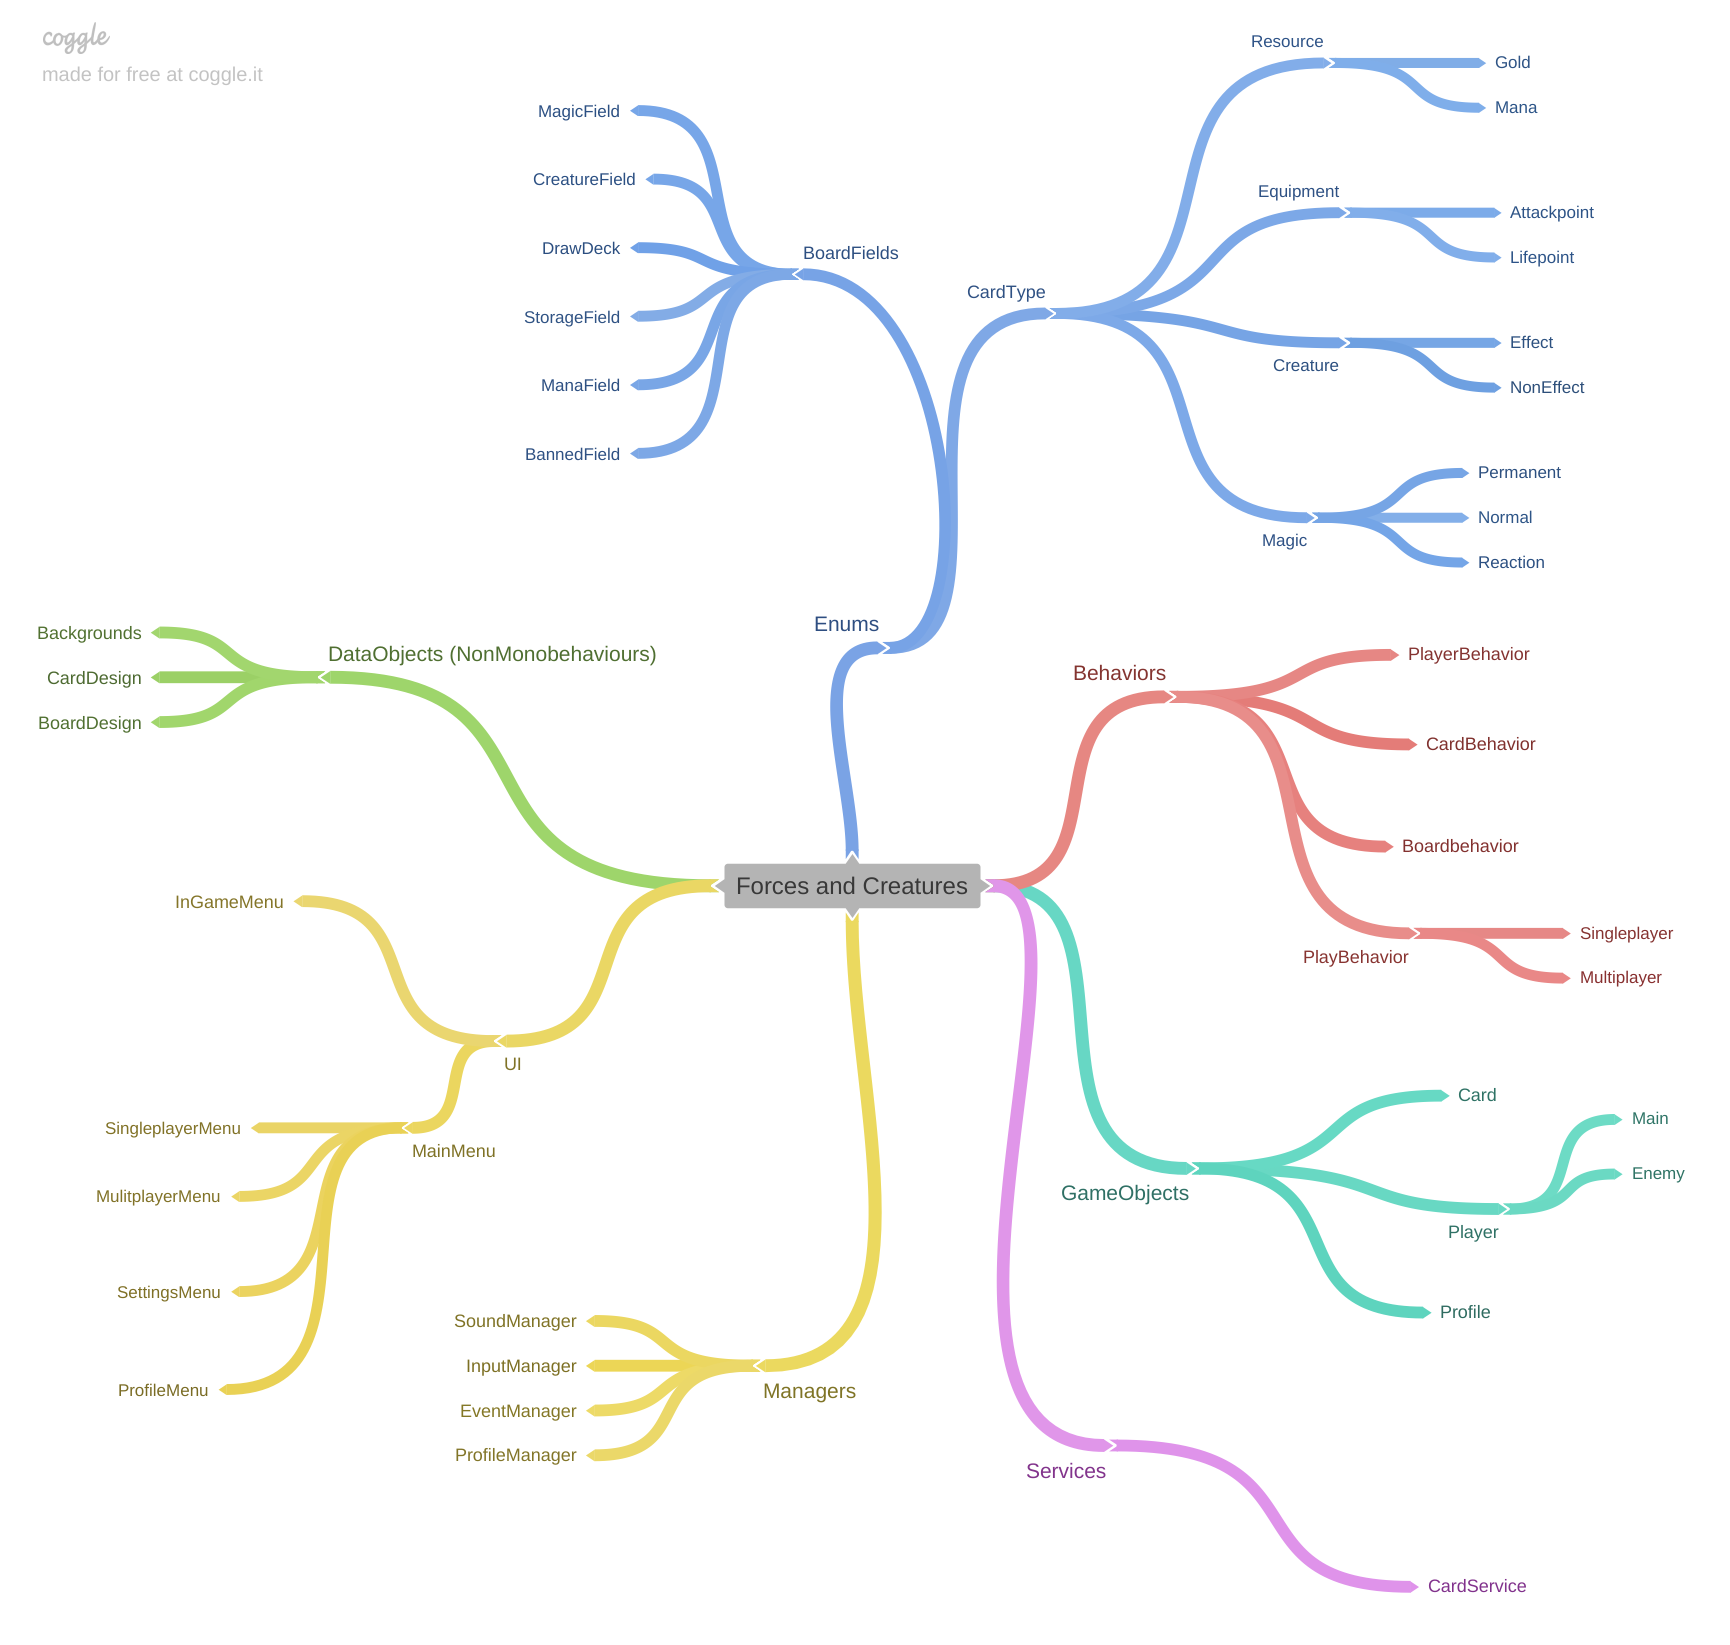 coggle
made for free at coggle.it
Resource
Gold
Mana
MagicField
CreatureField
DrawDeck
StorageField
ManaField
BannedField
BoardFields
Equipment
Attackpoint
Lifepoint
CardType
Creature
Effect
NonEffect
Permanent
Normal
Reaction
Magic
Enums
Backgrounds
CardDesign
BoardDesign
DataObjects (NonMonobehaviours)
Behaviors
PlayerBehavior
CardBehavior
Boardbehavior
PlayBehavior
Singleplayer
Multiplayer
Forces and Creatures
InGameMenu
UI
SingleplayerMenu
MulitplayerMenu
SettingsMenu
ProfileMenu
MainMenu
Card
Main
Enemy
GameObjects
Player
Profile
SoundManager
InputManager
EventManager
ProfileManager
Managers
Services
CardService